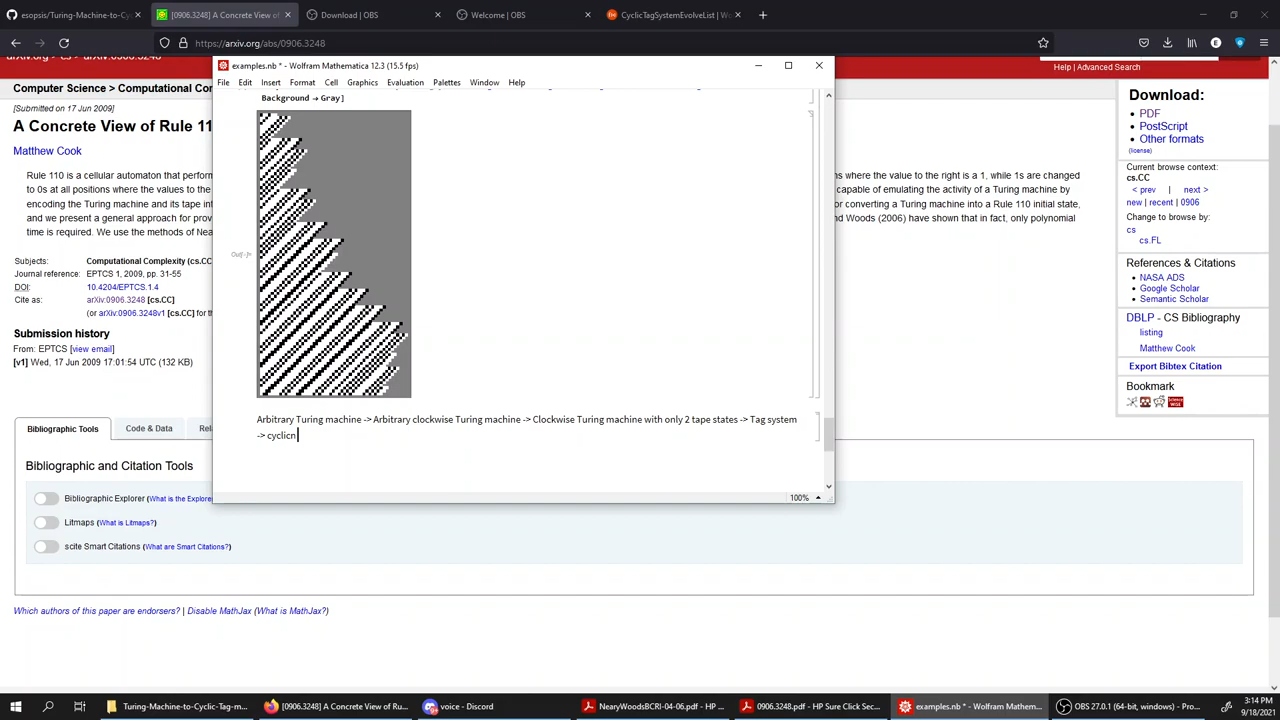 esopsis/Turing-Machine-to-Cy
[0906.3248] A Concrete View of
Download | OBS
Welcome | OBS
CyclicTagSystemEvolveList | Wo
https://arxiv.org/abs/0906.3248
Help | Advanced Search
examples.nb * - Wolfram Mathematica 12.3 (15.5 fps)
File Edit Insert Format Cell Graphics Evaluation Palettes Window Help
Background → Gray]
Out[-]=
Arbitrary Turing machine -> Arbitrary clockwise Turing machine -> Clockwise Turing machine with only 2 tape states -> Tag system
-> cyclicn
100%
Computer Science > Computational Co
[Submitted on 17 Jun 2009]
A Concrete View of Rule 11
Matthew Cook
Rule 110 is a cellular automaton that perform
to 0s at all positions where the values to the
encoding the Turing machine and its tape int
and we present a general approach for prov
time is required. We use the methods of Nea
ns where the value to the right is a 1, while 1s are changed
capable of emulating the activity of a Turing machine by
or converting a Turing machine into a Rule 110 initial state,
and Woods (2006) have shown that in fact, only polynomial
Subjects: Computational Complexity (cs.CC
Journal reference: EPTCS 1, 2009, pp. 31-55
DOI: 10.4204/EPTCS.1.4
Cite as: arXiv:0906.3248 [cs.CC]
(or arXiv:0906.3248v1 [cs.CC] for th
Submission history
From: EPTCS [view email]
[v1] Wed, 17 Jun 2009 17:01:54 UTC (132 KB)
Bibliographic Tools
Code & Data
Rel
Bibliographic and Citation Tools
Bibliographic Explorer (What is the Explore
Litmaps (What is Litmaps?)
scite Smart Citations (What are Smart Citations?)
Which authors of this paper are endorsers? | Disable MathJax (What is MathJax?)
Download:
PDF
PostScript
Other formats
(license)
Current browse context:
cs.CC
< prev | next >
new | recent | 0906
Change to browse by:
cs
cs.FL
References & Citations
NASA ADS
Google Scholar
Semantic Scholar
DBLP - CS Bibliography
listing
Matthew Cook
Export Bibtex Citation
Bookmark
Turing-Machine-to-Cyclic-Tag-m...
[0906.3248] A Concrete V...
voice - Discord
NearyWoodsBCRI-04-06.pdf - HP ...
0906.3248.pdf - HP Sure Click Sec...
examples.nb * - Wolfram Mathem...
OBS 27.0.1 (64-bit, windows) - Pro...
3:14 PM
9/18/2021